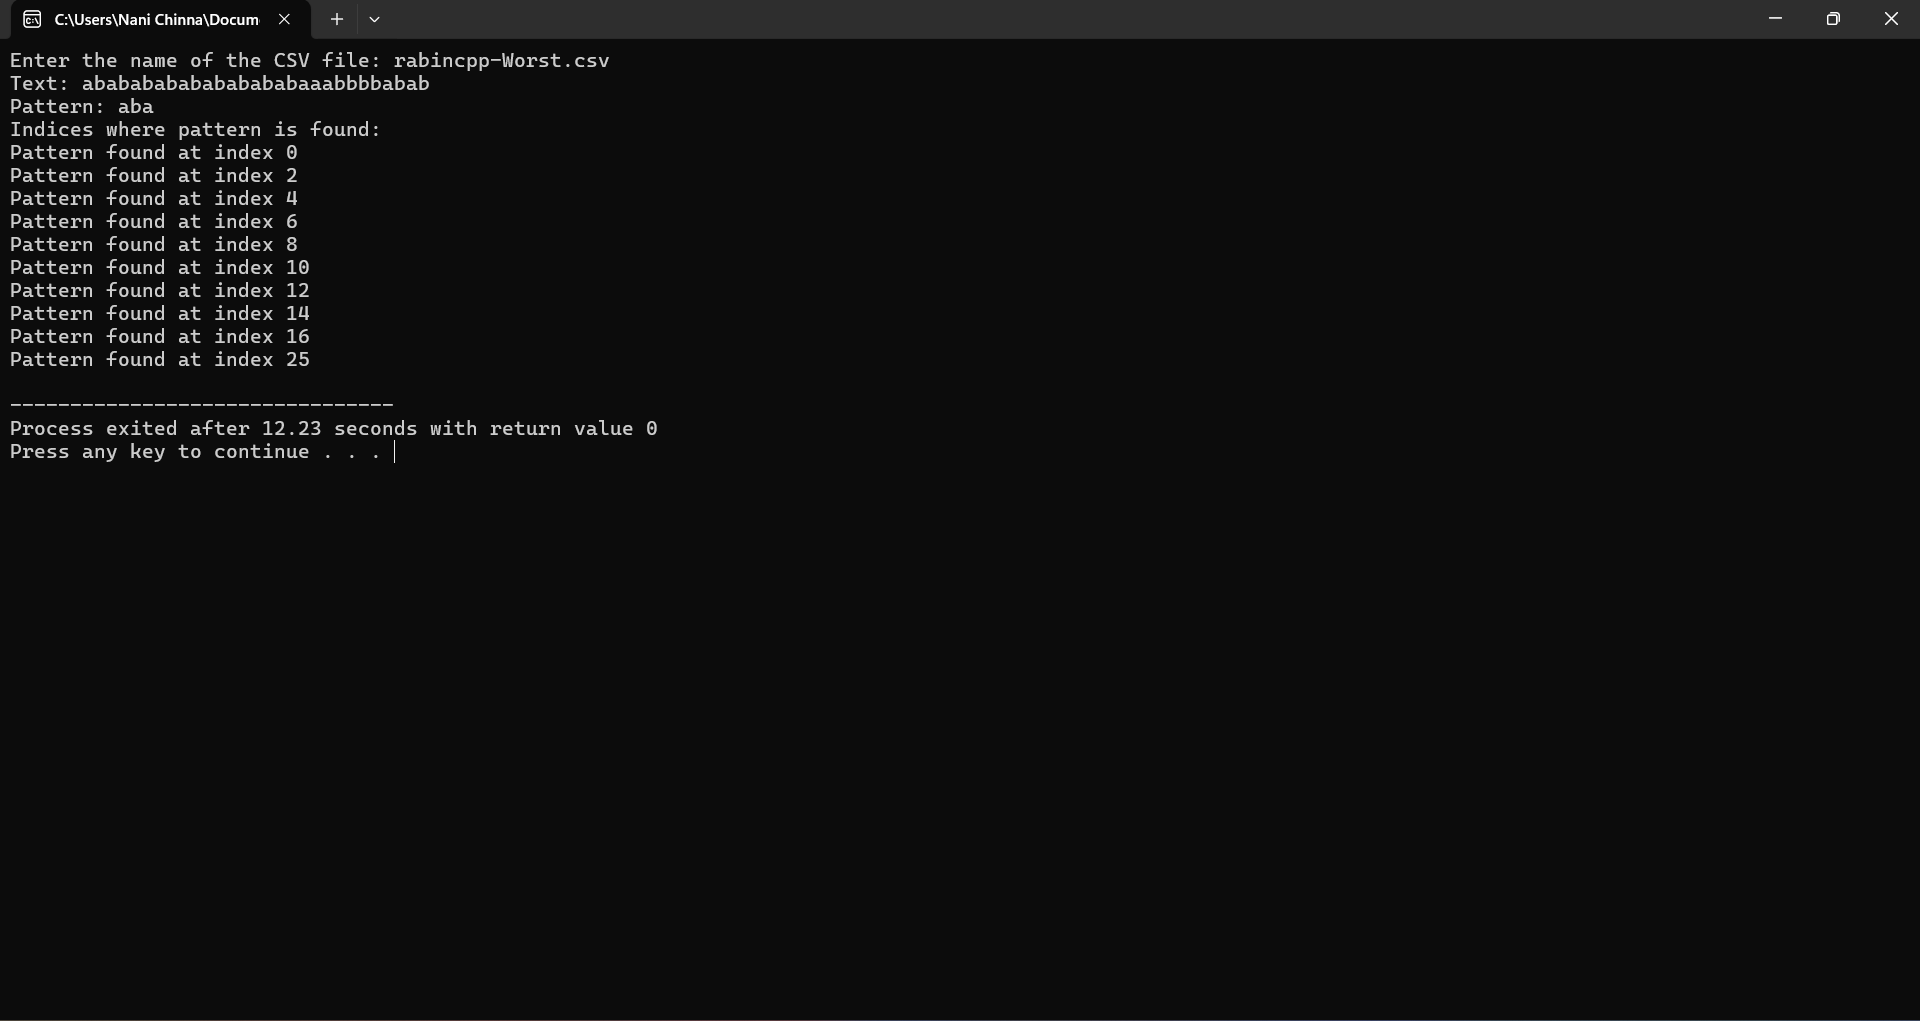 C:\Users\Nani Chinna\Docum
Enter the name of the CSV file: rabincpp-Worst.csv
Text: abababababababababaaabbbbabab
Pattern: aba
Indices where pattern is found:
Pattern found at index 0
Pattern found at index 2
Pattern found at index 4
Pattern found at index 6
Pattern found at index 8
Pattern found at index 10
Pattern found at index 12
Pattern found at index 14
Pattern found at index 16
Pattern found at index 25
--------------------------------
Process exited after 12.23 seconds with return value 0
Press any key to continue . . .